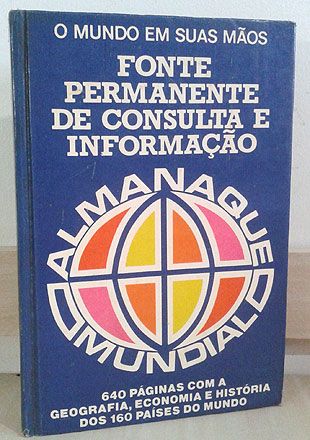 O MUNDO EM SUAS MÃOS
FONTE
PERMANENTE
DE CONSULTA E
INFORMAÇÃO
ALMANAQUE
MUNDIAL
640 PÁGINAS COM A
GEOGRAFIA, ECONOMIA E HISTÓRIA
DOS 160 PAÍSES DO MUNDO